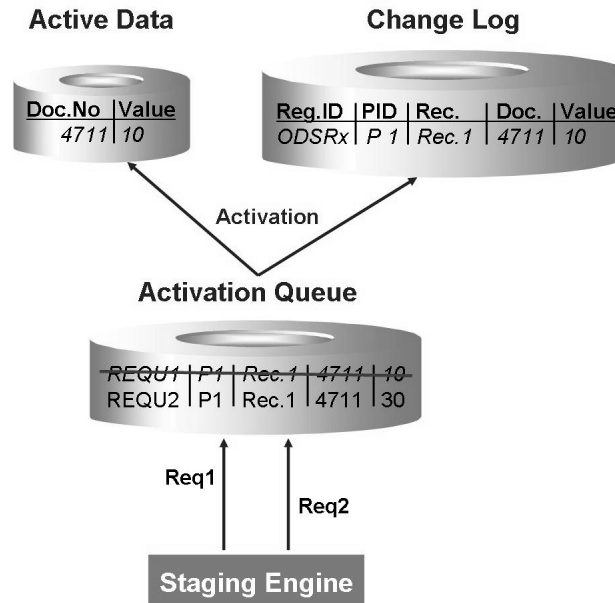 Active Data
Change Log
Doc.No Value
4711 10
Reg.ID PID Rec. Doc. Value
ODSRx P 1 Rec.1 4711 10
Activation
Activation Queue
REQU1 P1 Rec.1 4711 10
REQU2 P1 Rec.1 4711 30
Req1
Req2
Staging Engine